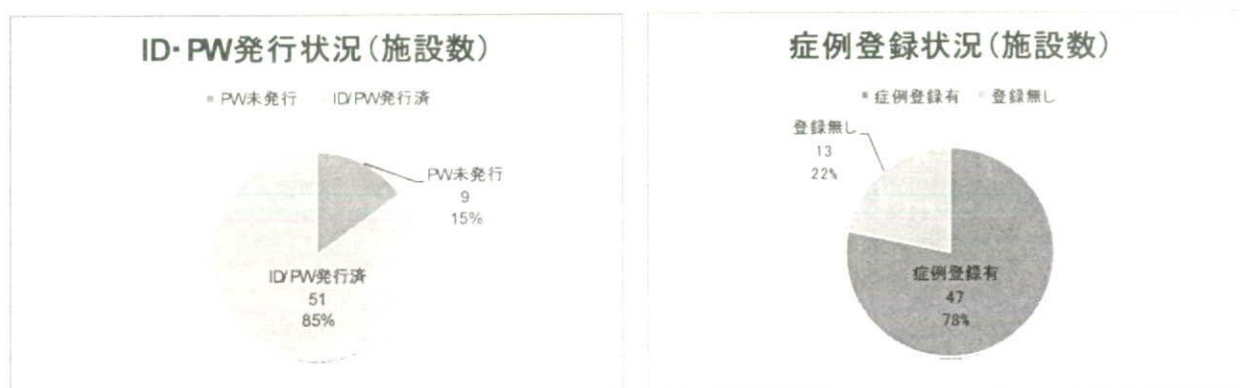 ID・PW発行状況(施設数)
PW未発行 ID/PW発行済
PW未発行
9
15%
ID/PW発行済
51
85%
症例登録状況(施設数)
症例登録有 登録無し
登録無し
13
22%
症例登録有
47
78%